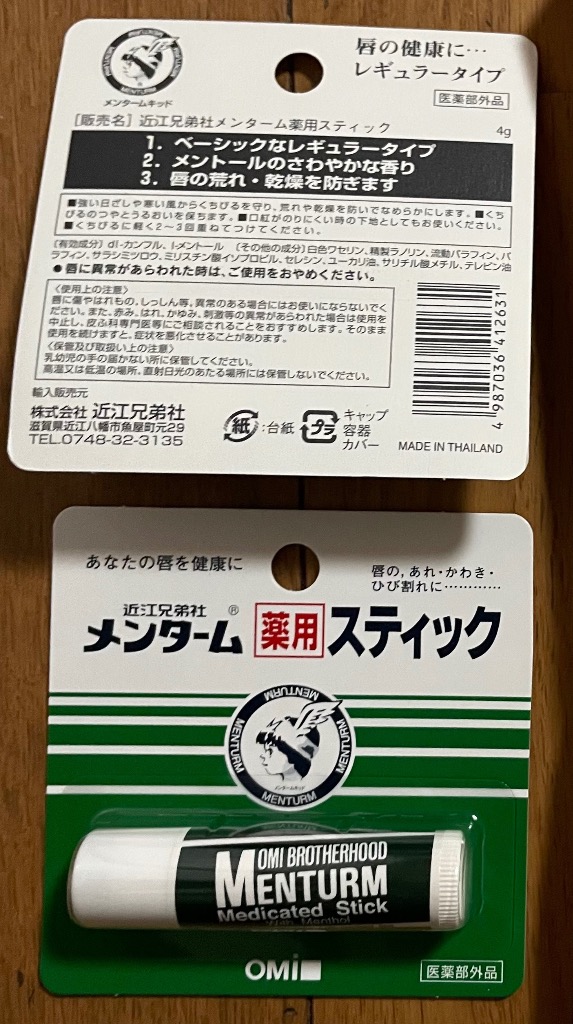 MENTURM
MENTURM
MENTURM
MENTURM
メンタームキッド
唇の健康に…
レギュラータイプ
医薬部外品
[販売名] 近江兄弟社メンターム薬用スティック
4g
1. ベーシックなレギュラータイプ
2. メントールのさわやかな香り
3. 唇の荒れ・乾燥を防ぎます
■強い日ざしや寒い風からくちびるを守り、荒れや乾燥を防いでなめらかにします。■くち
びるのつやとうるおいを保ちます。■口紅がのりにくい時の下地としてもお使いください。
■くちびるに軽く2〜3回重ねてつけてください。
〔有効成分〕dl-カンフル、l-メントール 〔その他の成分〕白色ワセリン、精製ラノリン、流動パラフィン、パ
ラフィン、サラシミツロウ、ミリスチン酸イソプロピル、セレシン、ユーカリ油、サリチル酸メチル、テレビン油
●唇に異常があらわれた時は、ご使用をおやめください。
〈使用上の注意〉
唇に傷やはれもの、しっしん等、異常のある場合にはお使いにならないでく
ださい。また、赤み、はれ、かゆみ、刺激等の異常があらわれた場合は使用を
中止し、皮ふ科専門医等にご相談されることをおすすめします。そのまま
使用を続けますと、症状を悪化させることがあります。
〈保管及び取扱い上の注意〉
乳幼児の手の届かない所に保管してください。
高温又は低温の場所、直射日光のあたる場所には保管しないでください。
輸入販売元
株式会社 近江兄弟社
滋賀県近江八幡市魚屋町元29
TEL.0748-32-3135
紙 :台紙
プラ
キャップ
容器
カバー
4 987036 412631
MADE IN THAILAND
あなたの唇を健康に
唇の,あれ・かわき・
ひび割れに…………
近江兄弟社
メンターム® 薬用 スティック
MENTURM
MENTURM
MENTURM
メンタームキッド
MENTURM
OMI BROTHERHOOD
MENTURM
Medicated Stick
With Menthol
OMI
医薬部外品